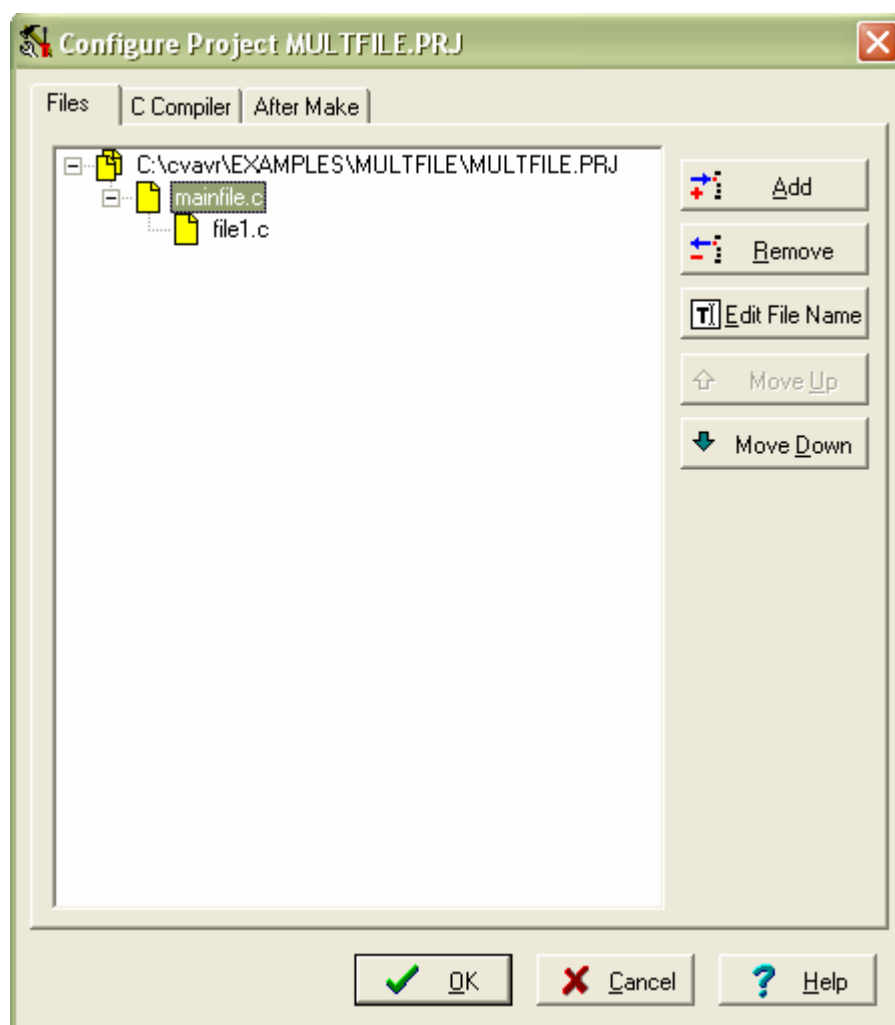 Configure Project MULTFILE.PRJ
Files
C Compiler
After Make
C:\cvavr\EXAMPLES\MULTFILE\MULTFILE.PRJ
mainfile.c
file1.c
Add
Remove
Edit File Name
Move Up
Move Down
OK
Cancel
Help